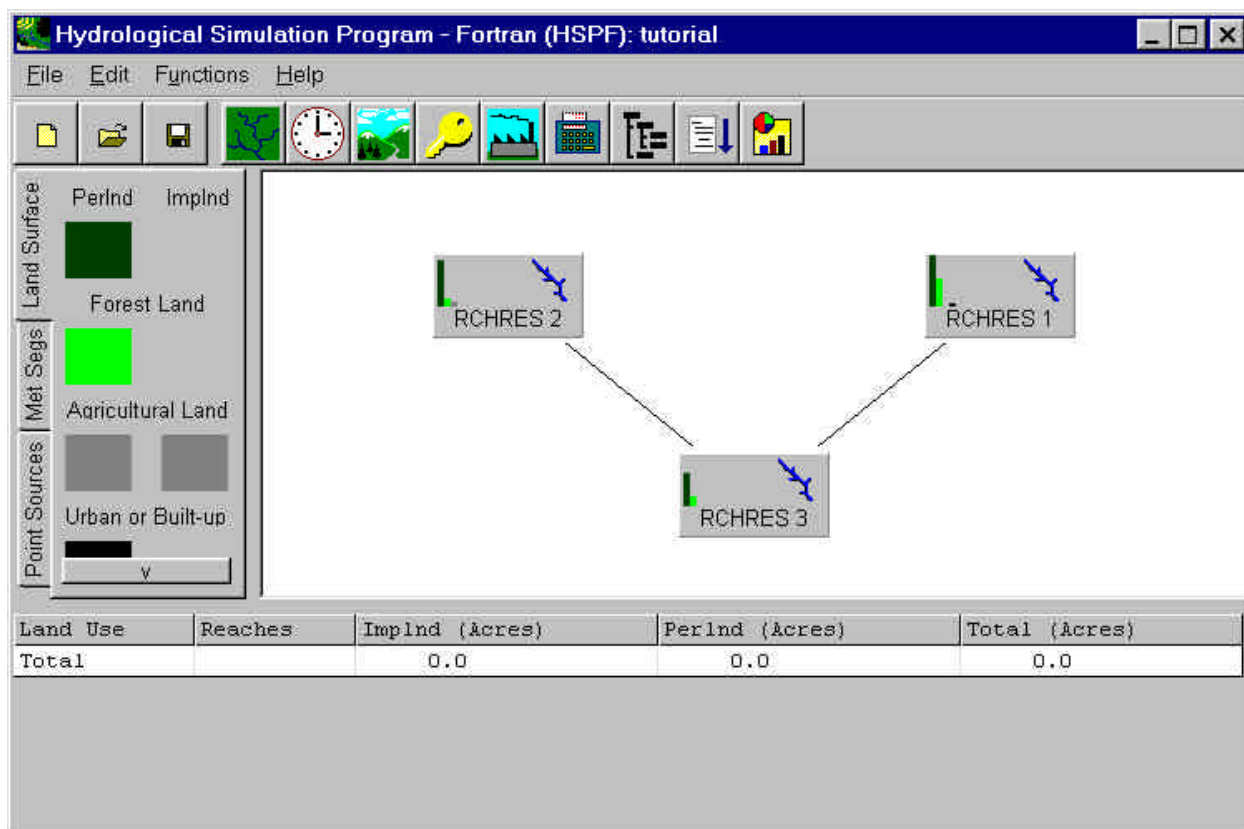 Hydrological Simulation Program - Fortran (HSPF): tutorial
File Edit Functions Help
Land Surface
Met Segs
Point Sources
PerInd ImpInd
Forest Land
Agricultural Land
Urban or Built-up
v
RCHRES 2
RCHRES 1
RCHRES 3
Land Use Reaches ImpInd (Acres) PerInd (Acres) Total (Acres)
Total 0.0 0.0 0.0